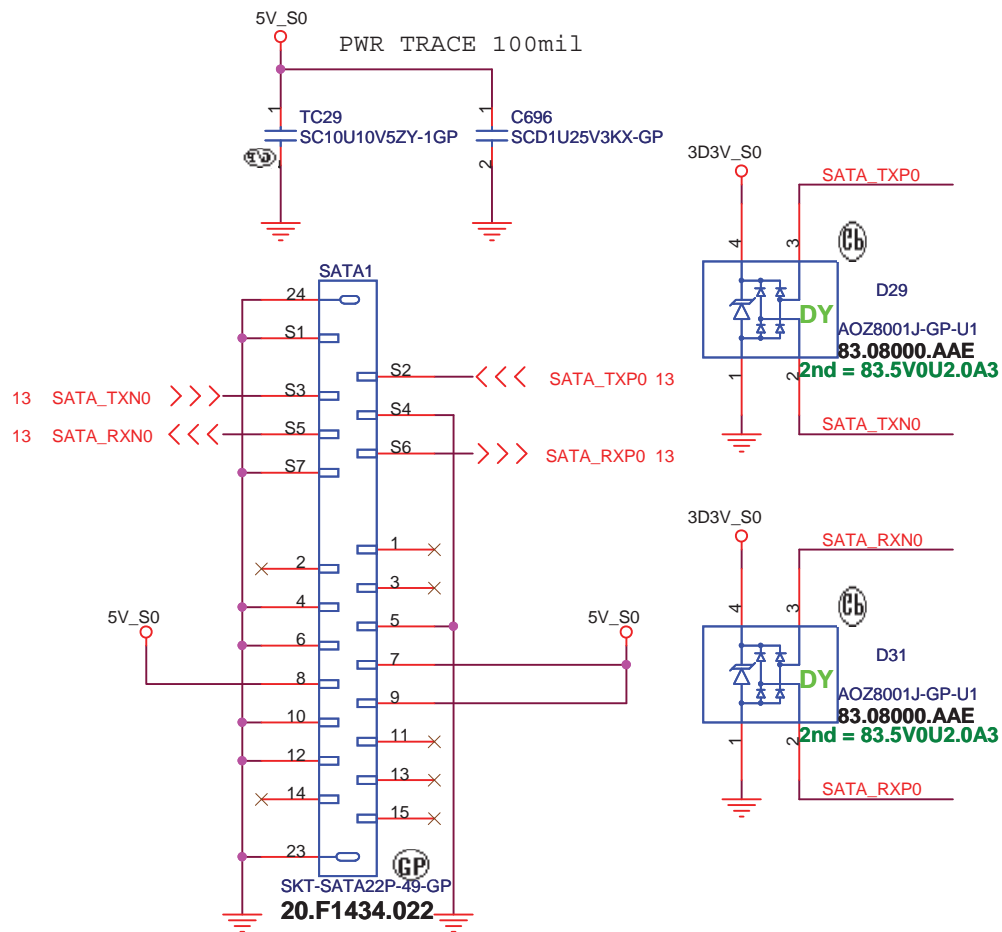 5V_S0
PWR TRACE 100mil
1
TC29
SC10U10V5ZY-1GP
1
2
C696
SCD1U25V3KX-GP
3D3V_S0
SATA_TXP0
4
3
D29
DY
AOZ8001J-GP-U1
83.08000.AAE
2nd = 83.5V0U2.0A3
1
2
SATA_TXN0
SATA1
24
S1
S2
SATA_TXP0 13
13 SATA_TXN0
S3
S4
13 SATA_RXN0
S5
S6
SATA_RXP0 13
S7
1
2
3
4
5
5V_S0
6
7
5V_S0
8
9
10
11
12
13
14
15
23
GP
SKT-SATA22P-49-GP
20.F1434.022
3D3V_S0
SATA_RXN0
4
3
D31
DY
AOZ8001J-GP-U1
83.08000.AAE
2nd = 83.5V0U2.0A3
1
2
SATA_RXP0